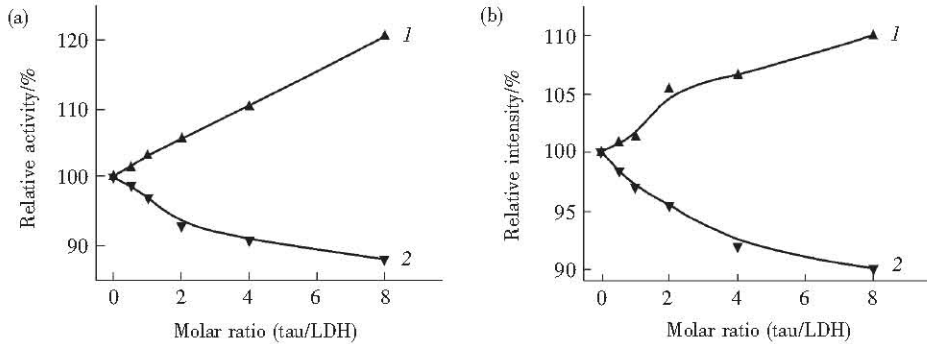 (a)
120
110
100
90
Relative activity/%
1
2
0 2 4 6 8
Molar ratio (tau/LDH)
(b)
110
105
100
95
90
Relative intensity/%
1
2
0 2 4 6 8
Molar ratio (tau/LDH)